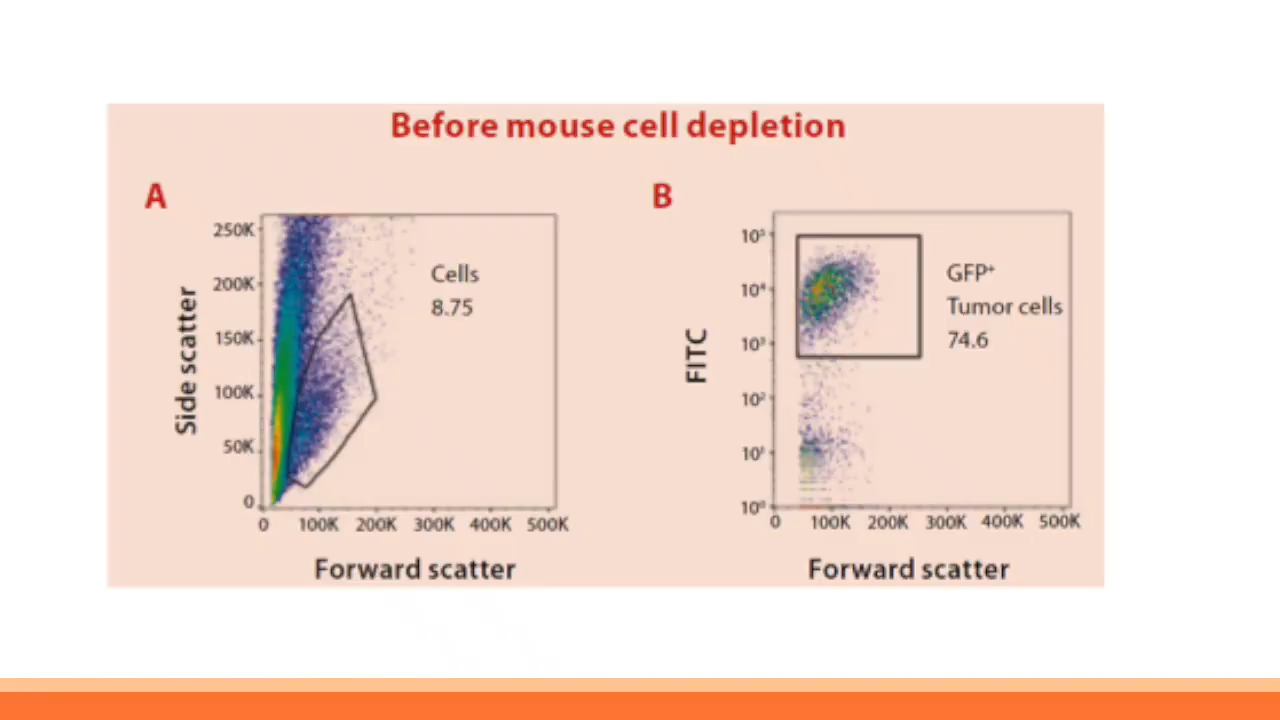 Before mouse cell depletion
A
Side scatter
250K
200K
150K
100K
50K
0
Cells
8.75
0 100K 200K 300K 400K 500K
Forward scatter
B
FITC
10⁵
10⁴
10³
10²
10¹
10⁰
GFP⁺
Tumor cells
74.6
0 100K 200K 300K 400K 500K
Forward scatter